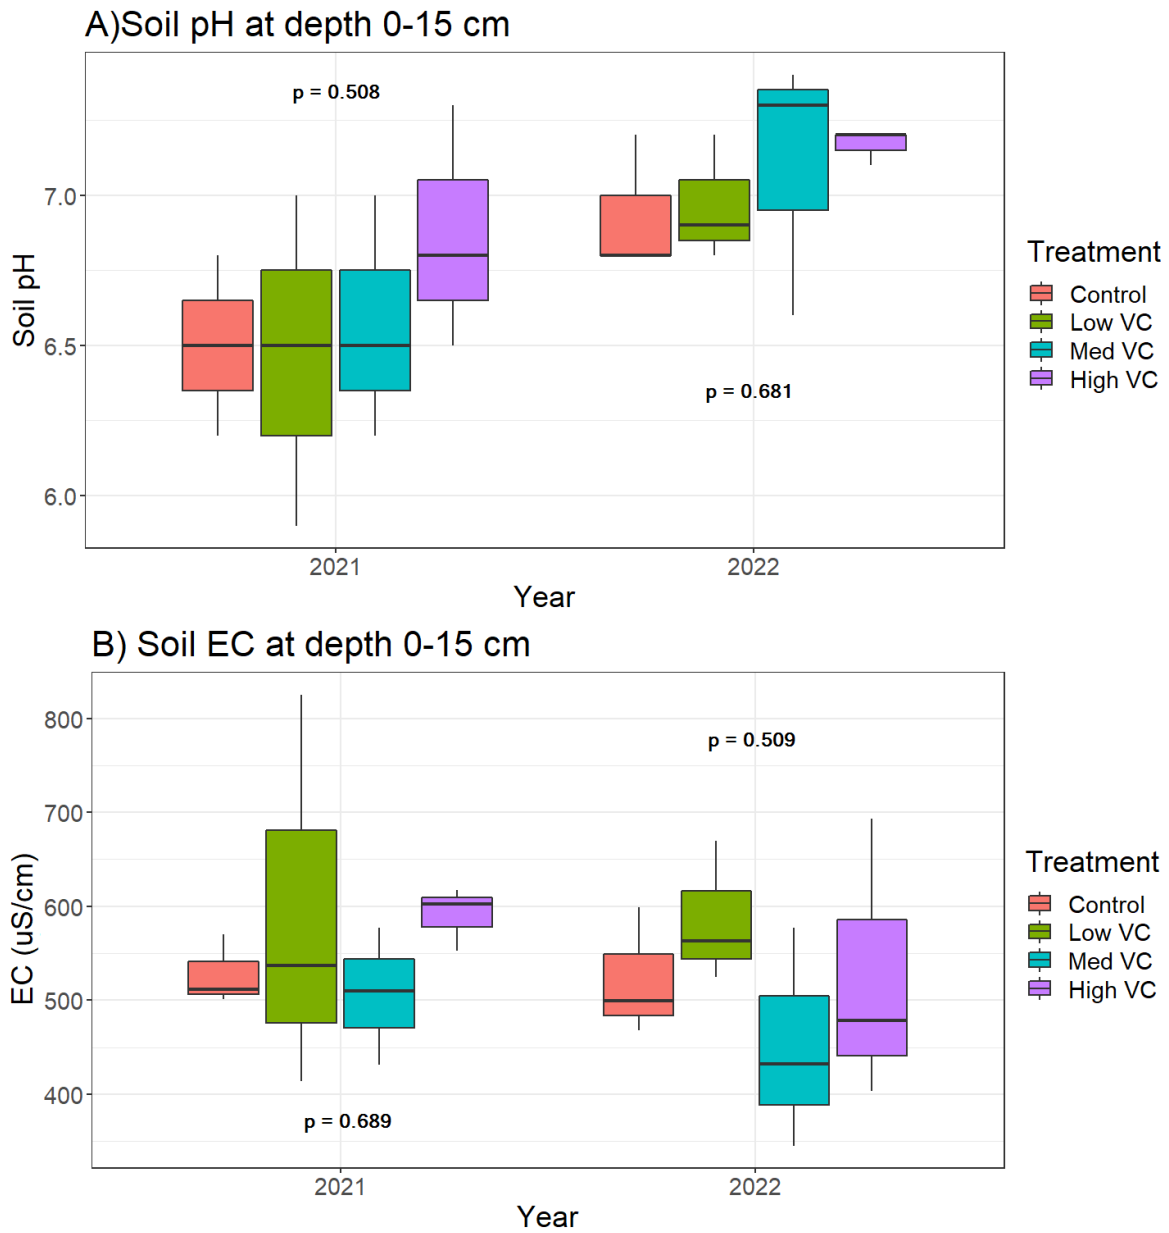 A)Soil pH at depth 0-15 cm
p = 0.508
7.0
6.5
6.0
Soil pH
p = 0.681
2021
2022
Year
Treatment
Control
Low VC
Med VC
High VC
B) Soil EC at depth 0-15 cm
p = 0.509
800
700
600
500
400
EC (uS/cm)
p = 0.689
2021
2022
Year
Treatment
Control
Low VC
Med VC
High VC